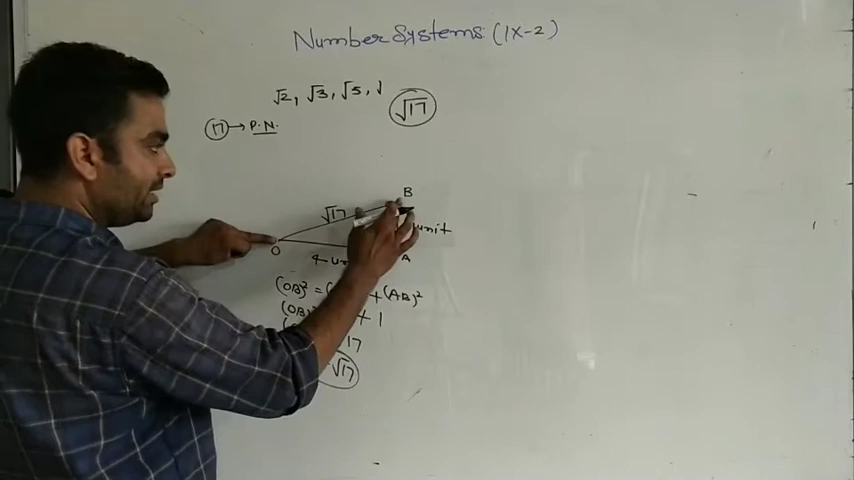 Number Systems (IX-2)
√2, √3, √5, √
√17
17 → P.N.
B
√17
unit
O
4 un
A
(OB)² = ( + (AB)²
(OB) + 1
17
√17